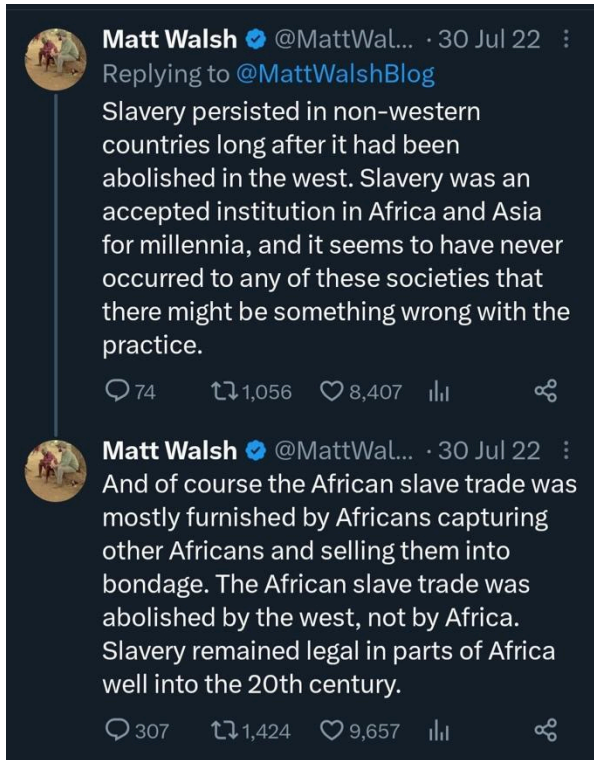 Matt Walsh @MattWal... · 30 Jul 22
Replying to @MattWalshBlog
Slavery persisted in non-western
countries long after it had been
abolished in the west. Slavery was an
accepted institution in Africa and Asia
for millennia, and it seems to have never
occurred to any of these societies that
there might be something wrong with the
practice.
74 1,056 8,407
Matt Walsh @MattWal... · 30 Jul 22
And of course the African slave trade was
mostly furnished by Africans capturing
other Africans and selling them into
bondage. The African slave trade was
abolished by the west, not by Africa.
Slavery remained legal in parts of Africa
well into the 20th century.
307 1,424 9,657